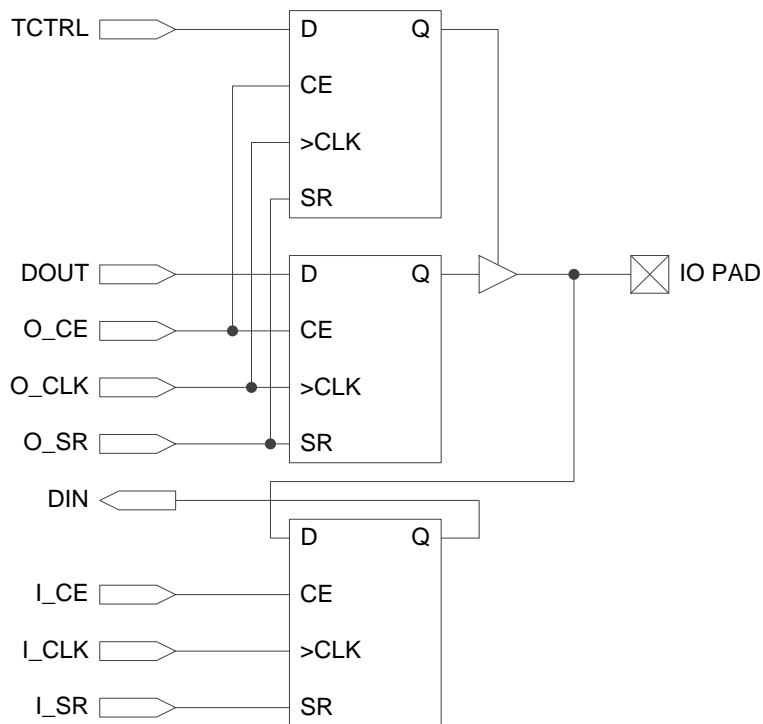 TCTRL D Q
CE
>CLK
SR
DOUT D Q IO PAD
O_CE CE
O_CLK >CLK
O_SR SR
DIN
D Q
I_CE CE
I_CLK >CLK
I_SR SR